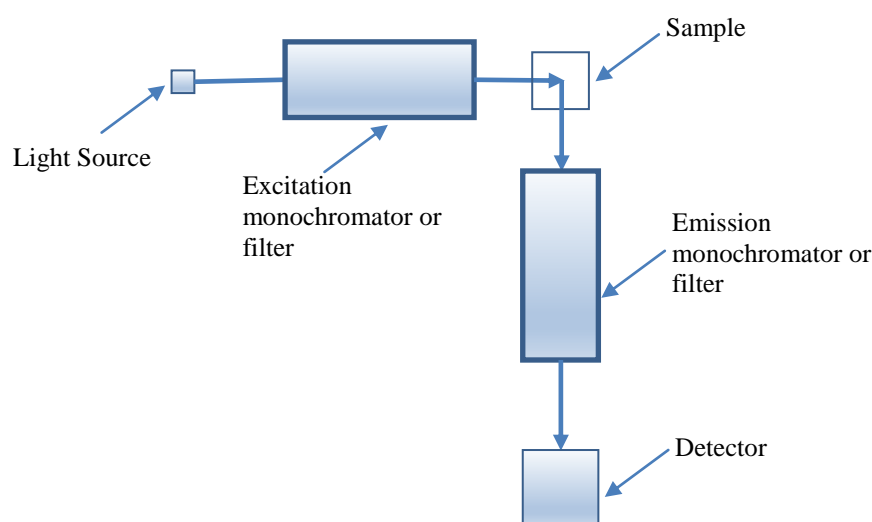 Sample
Light Source
Excitation
monochromator or
filter
Emission
monochromator or
filter
Detector